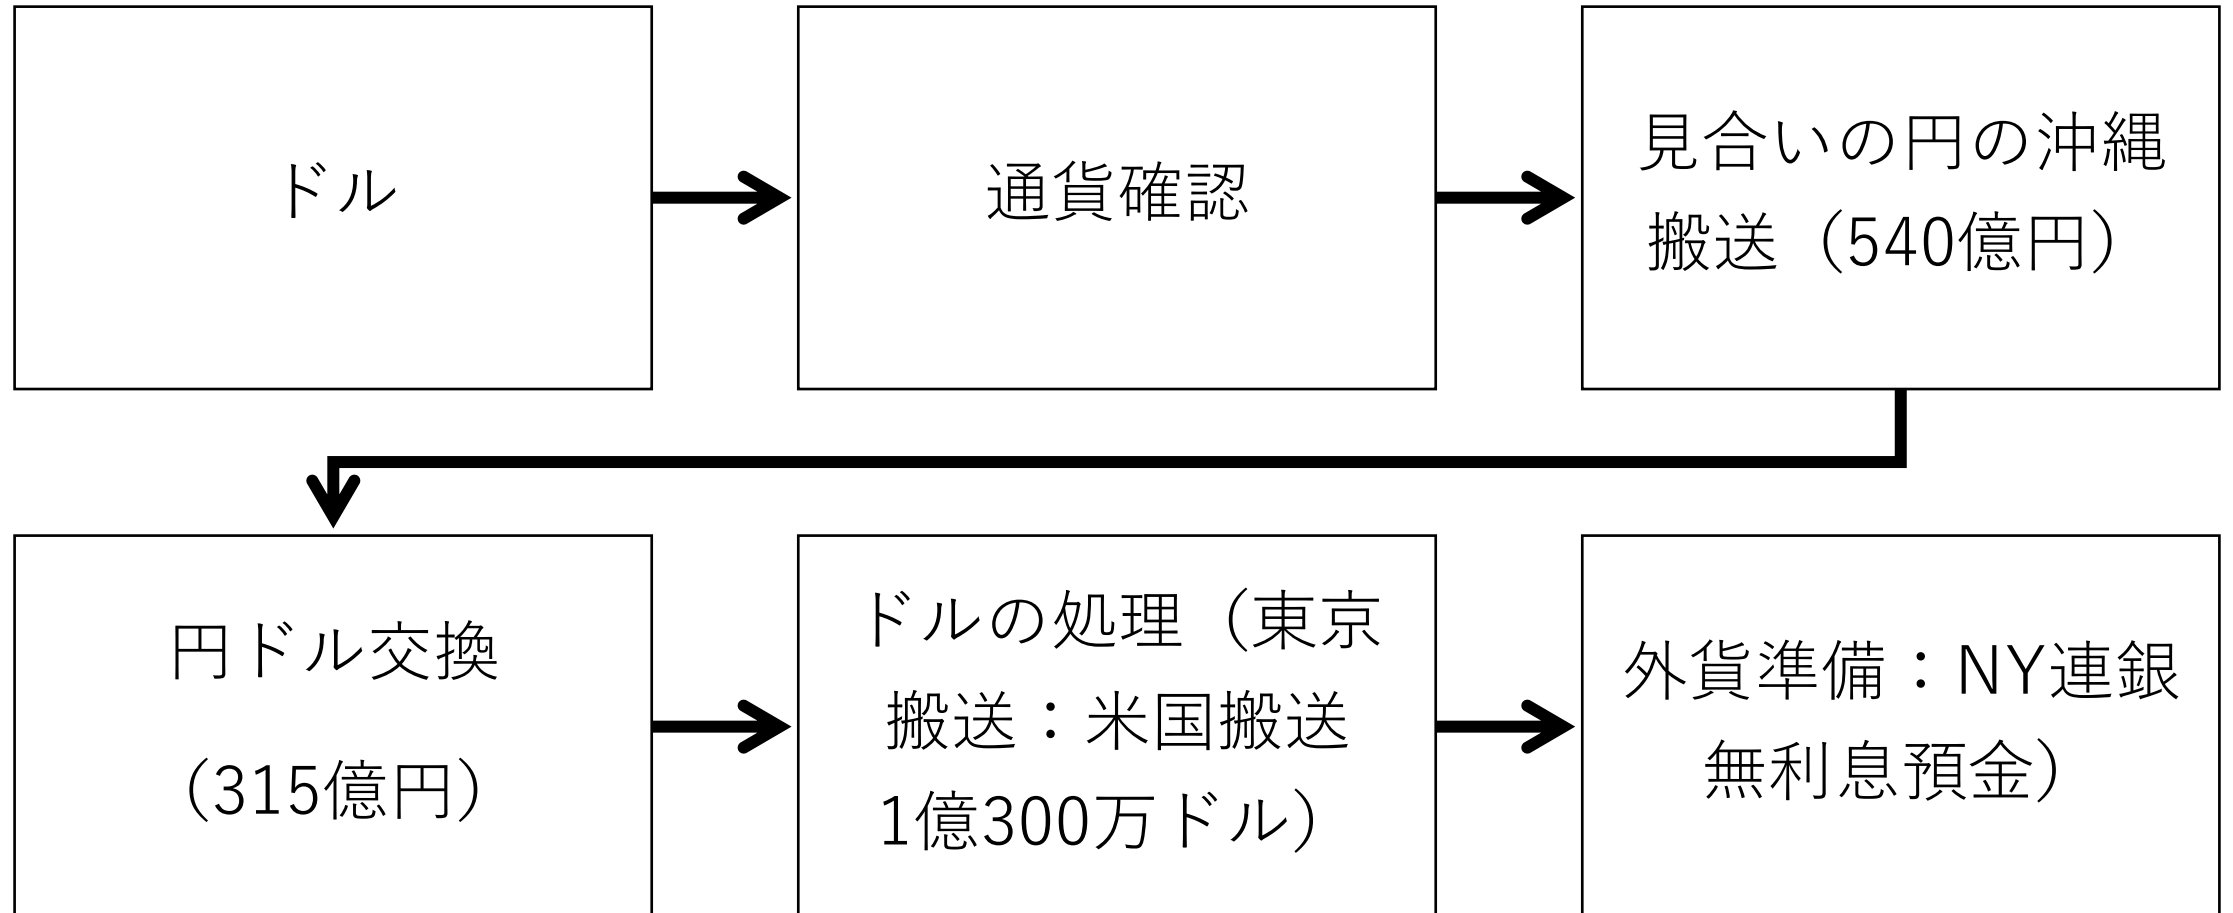 ドル
通貨確認
見合いの円の沖縄
搬送（540億円）
円ドル交換
（315億円）
ドルの処理（東京
搬送：米国搬送
1億300万ドル）
外貨準備：NY連銀
無利息預金）